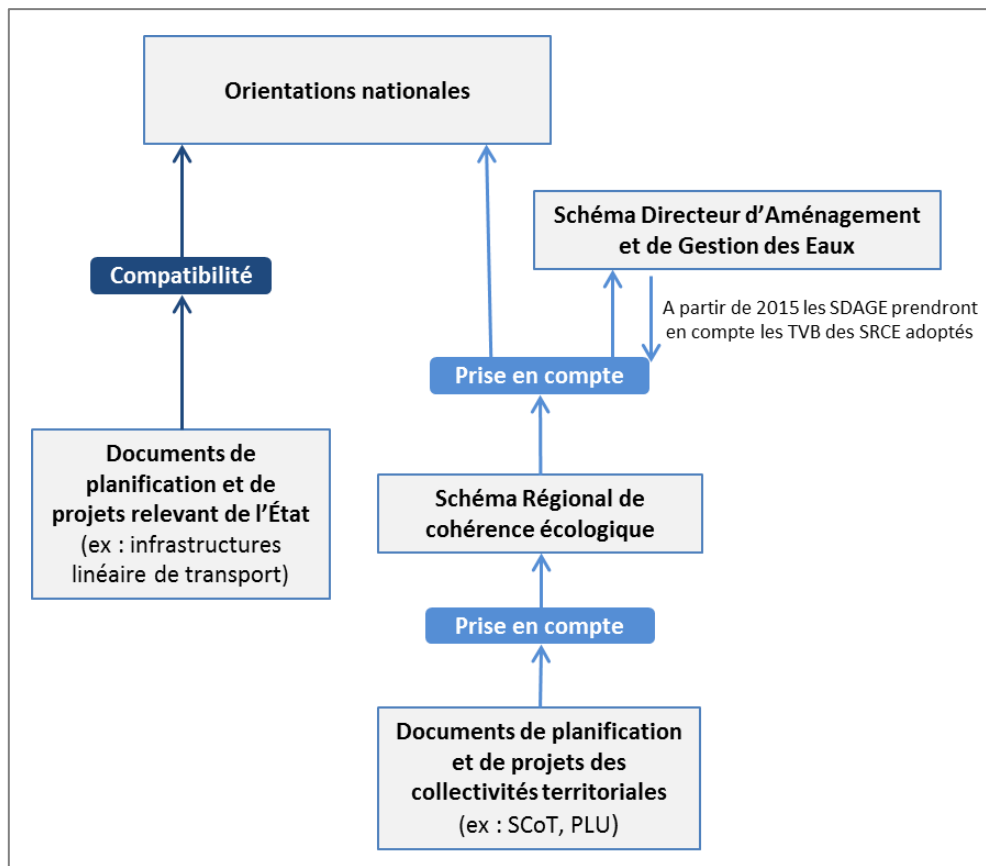 Orientations nationales
Schéma Directeur d’Aménagement
et de Gestion des Eaux
Compatibilité
A partir de 2015 les SDAGE prendront
en compte les TVB des SRCE adoptés
Prise en compte
Documents de
planification et de
projets relevant de l’État
(ex : infrastructures
linéaire de transport)
Schéma Régional de
cohérence écologique
Prise en compte
Documents de planification
et de projets des
collectivités territoriales
(ex : SCoT, PLU)